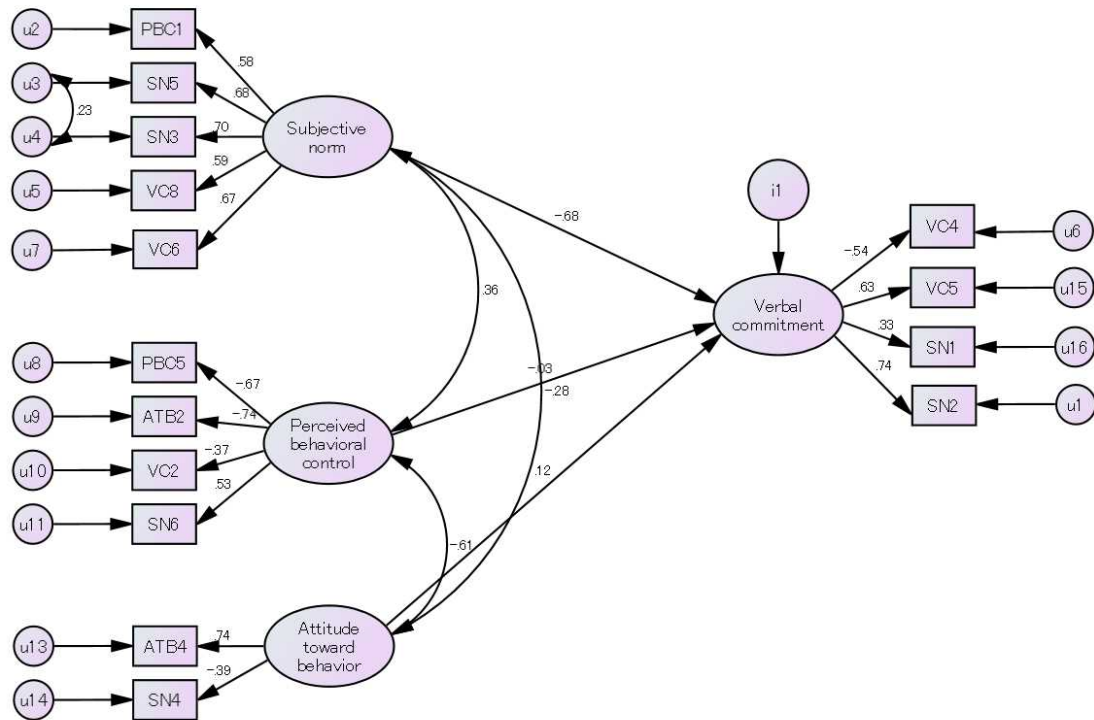 u2
PBC1
.58
u3
SN5
.68
.23
u4
SN3
.70
Subjective
norm
u5
VC8
.59
u7
VC6
.67
-.68
i1
.36
VC4
u6
-.54
VC5
u15
.63
Verbal
commitment
SN1
u16
.33
SN2
u1
.74
u8
PBC5
-.67
u9
ATB2
-.74
Perceived
behavioral
control
u10
VC2
-.37
u11
SN6
.53
-.03
-.28
.12
-.61
u13
ATB4
.74
Attitude
toward
behavior
u14
SN4
-.39